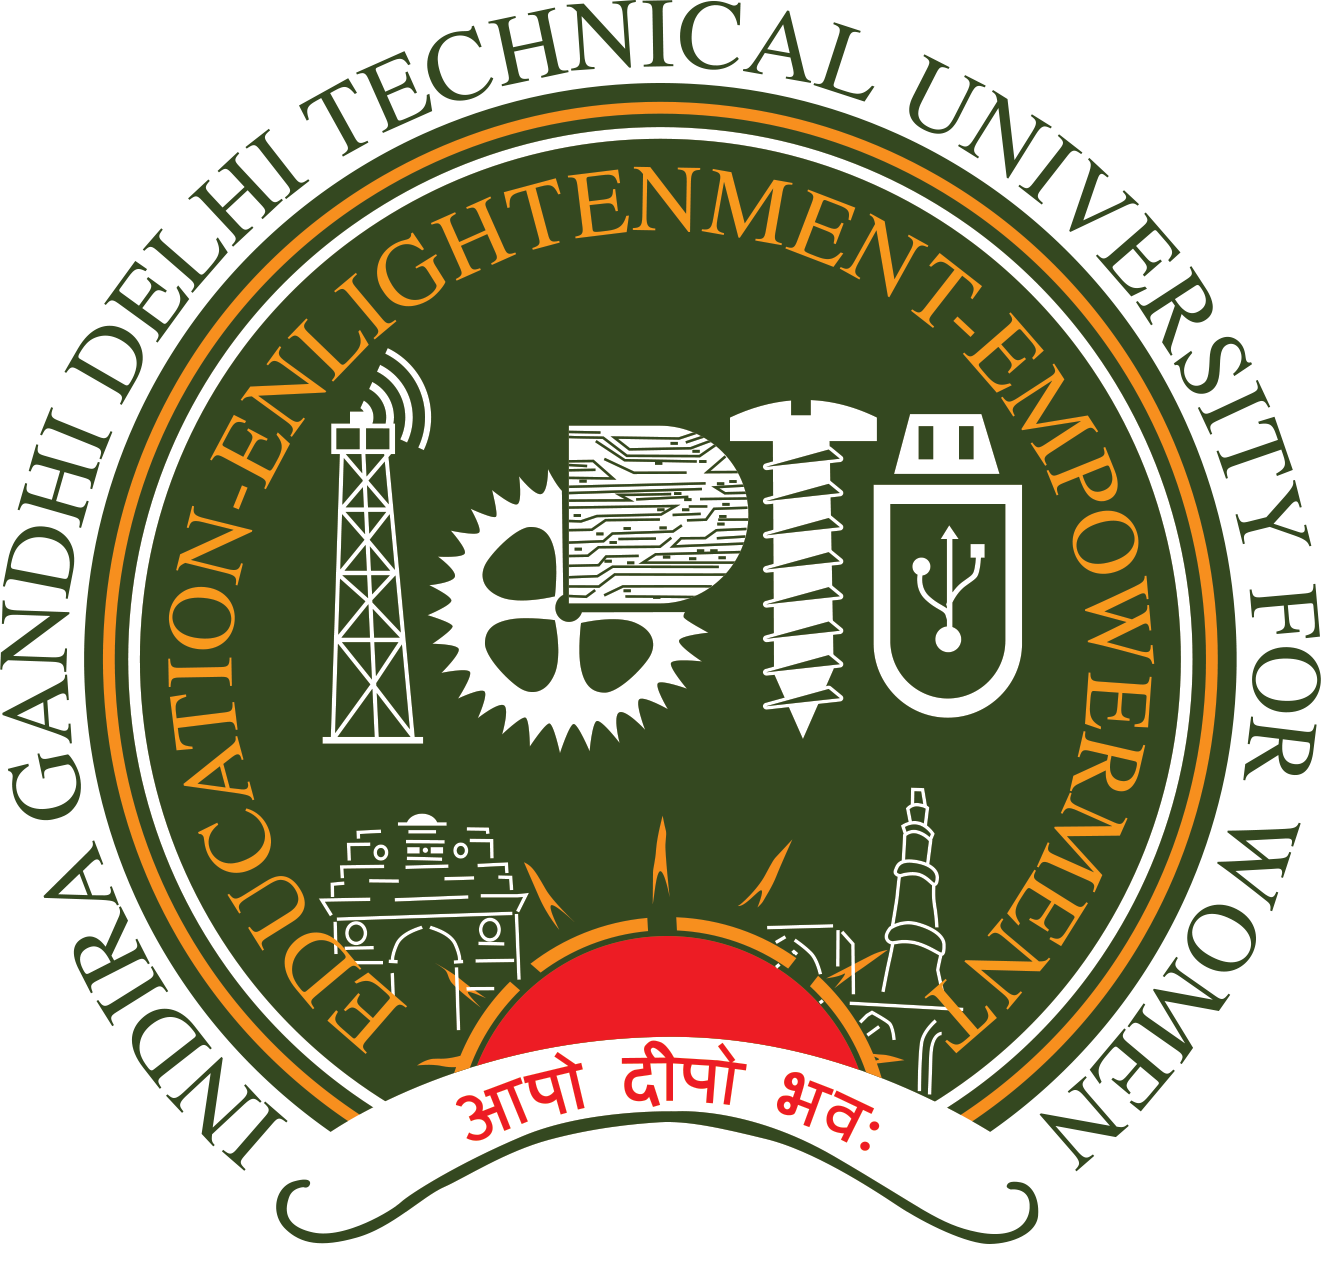 INDIRA GANDHI DELHI TECHNICAL UNIVERSITY FOR WOMEN
EDUCATION-ENLIGHTENMENT-EMPOWERMENT
आपो दीपो भवः